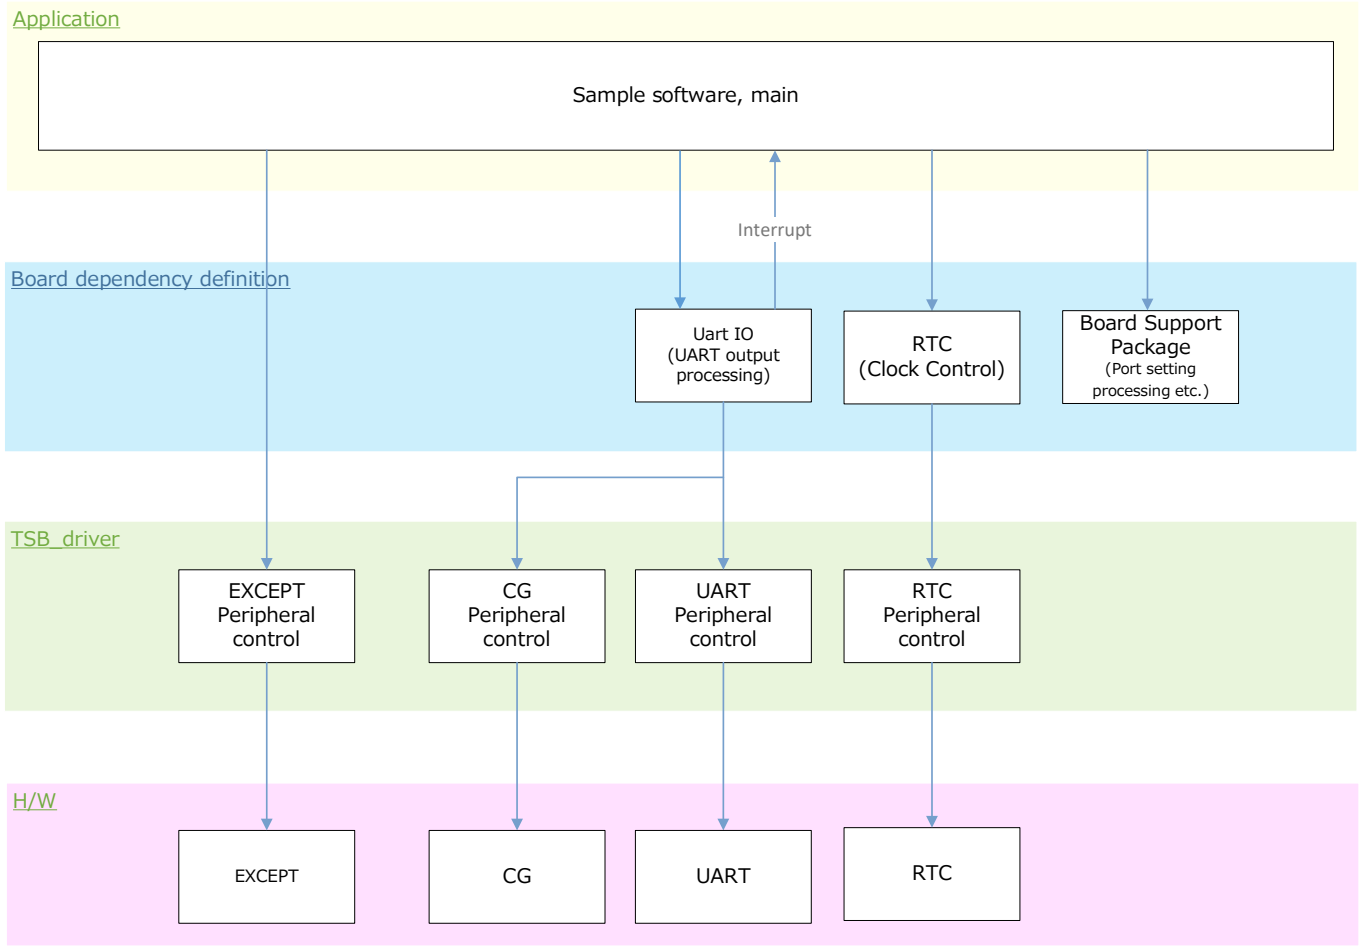 Application
Sample software, main
Interrupt
Board dependency definition
Uart IO
(UART output
processing)
RTC
(Clock Control)
Board Support
Package
(Port setting
processing etc.)
TSB_driver
EXCEPT
Peripheral
control
CG
Peripheral
control
UART
Peripheral
control
RTC
Peripheral
control
H/W
EXCEPT
CG
UART
RTC